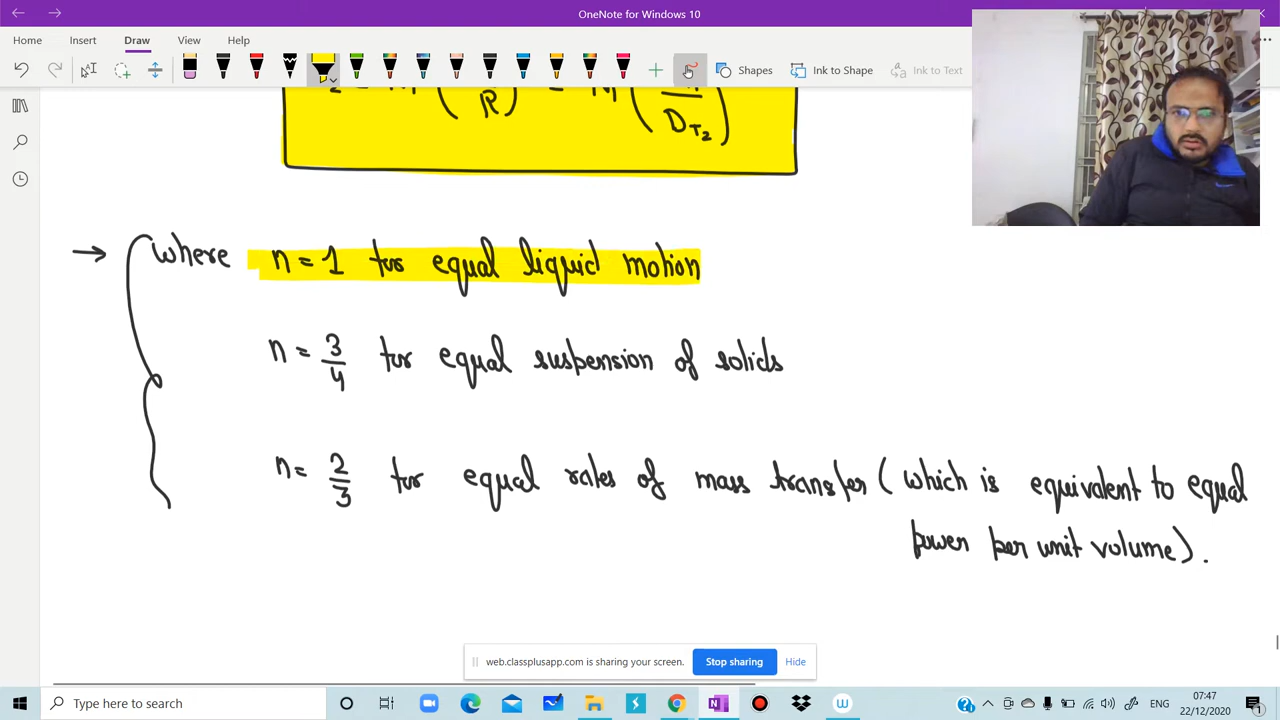 OneNote for Windows 10
Home Insert Draw View Help
Shapes Ink to Shape Ink to Text
R
D T2
→ where n = 1 for equal liquid motion
n = 3/4 for equal suspension of solids
n = 2/3 for equal rates of mass transfer ( which is equivalent to equal
power per unit volume).
web.classplusapp.com is sharing your screen. Stop sharing Hide
Type here to search
ENG
07:47
22/12/2020